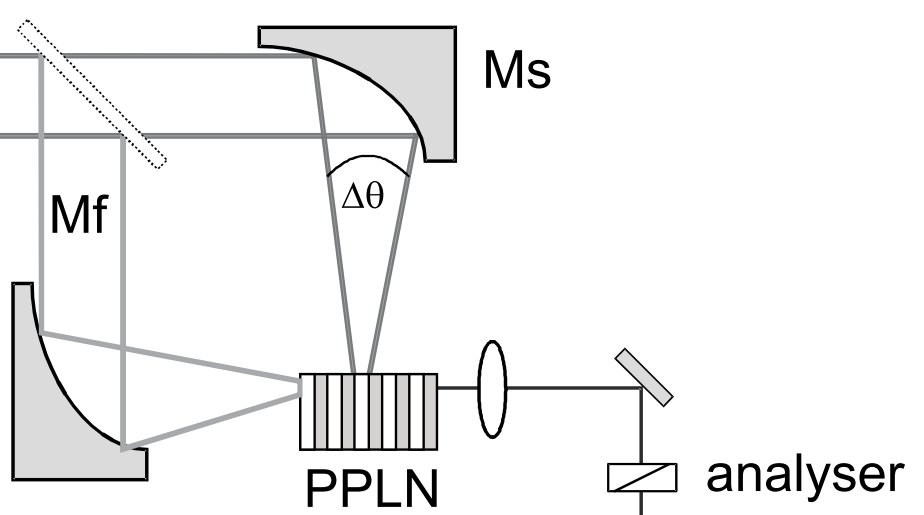 Ms
Δθ
Mf
PPLN
analyser